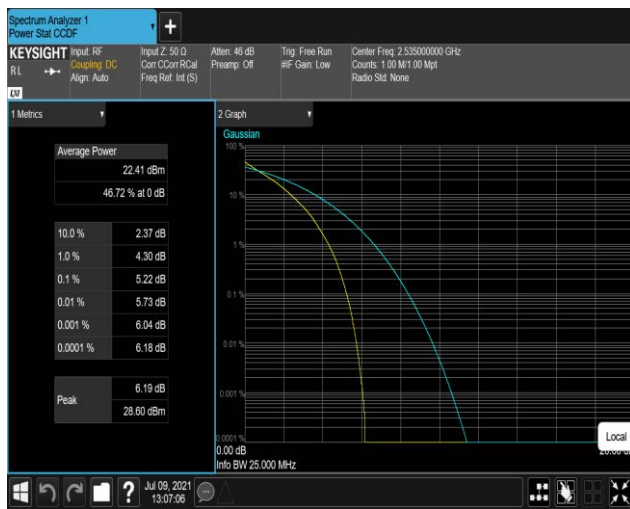 Spectrum Analyzer 1
Power Stat CCDF
+
KEYSIGHT Input: RF Input Z: 50 Ω Atten: 46 dB Trig: Free Run Center Freq: 2.535000000 GHz
RL Coupling: DC Corr CCorr RCal Preamp: Off #IF Gain: Low Counts: 1.00 M/1.00 Mpt
Align: Auto Freq Ref: Int (S) Radio Std: None
LXI
1 Metrics
Average Power
22.41 dBm
46.72 % at 0 dB
10.0 % 2.37 dB
1.0 % 4.30 dB
0.1 % 5.22 dB
0.01 % 5.73 dB
0.001 % 6.04 dB
0.0001 % 6.18 dB
Peak 6.19 dB
28.60 dBm
2 Graph
Gaussian
100 %
10 %
1 %
0.1 %
0.01 %
0.001 %
0.0001 %
0.00 dB
Info BW 25.000 MHz
Local
?
Jul 09, 2021
13:07:06